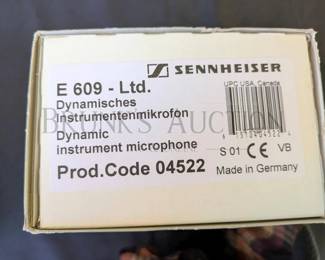 E 609 - Ltd.
Dynamisches
Instrumentenmikrofon
Dynamic
instrument microphone
Prod.Code 04522
SENNHEISER
UPC USA, Canada
S 01 CE VB
Made in Germany
BRUNK'S AUCTION